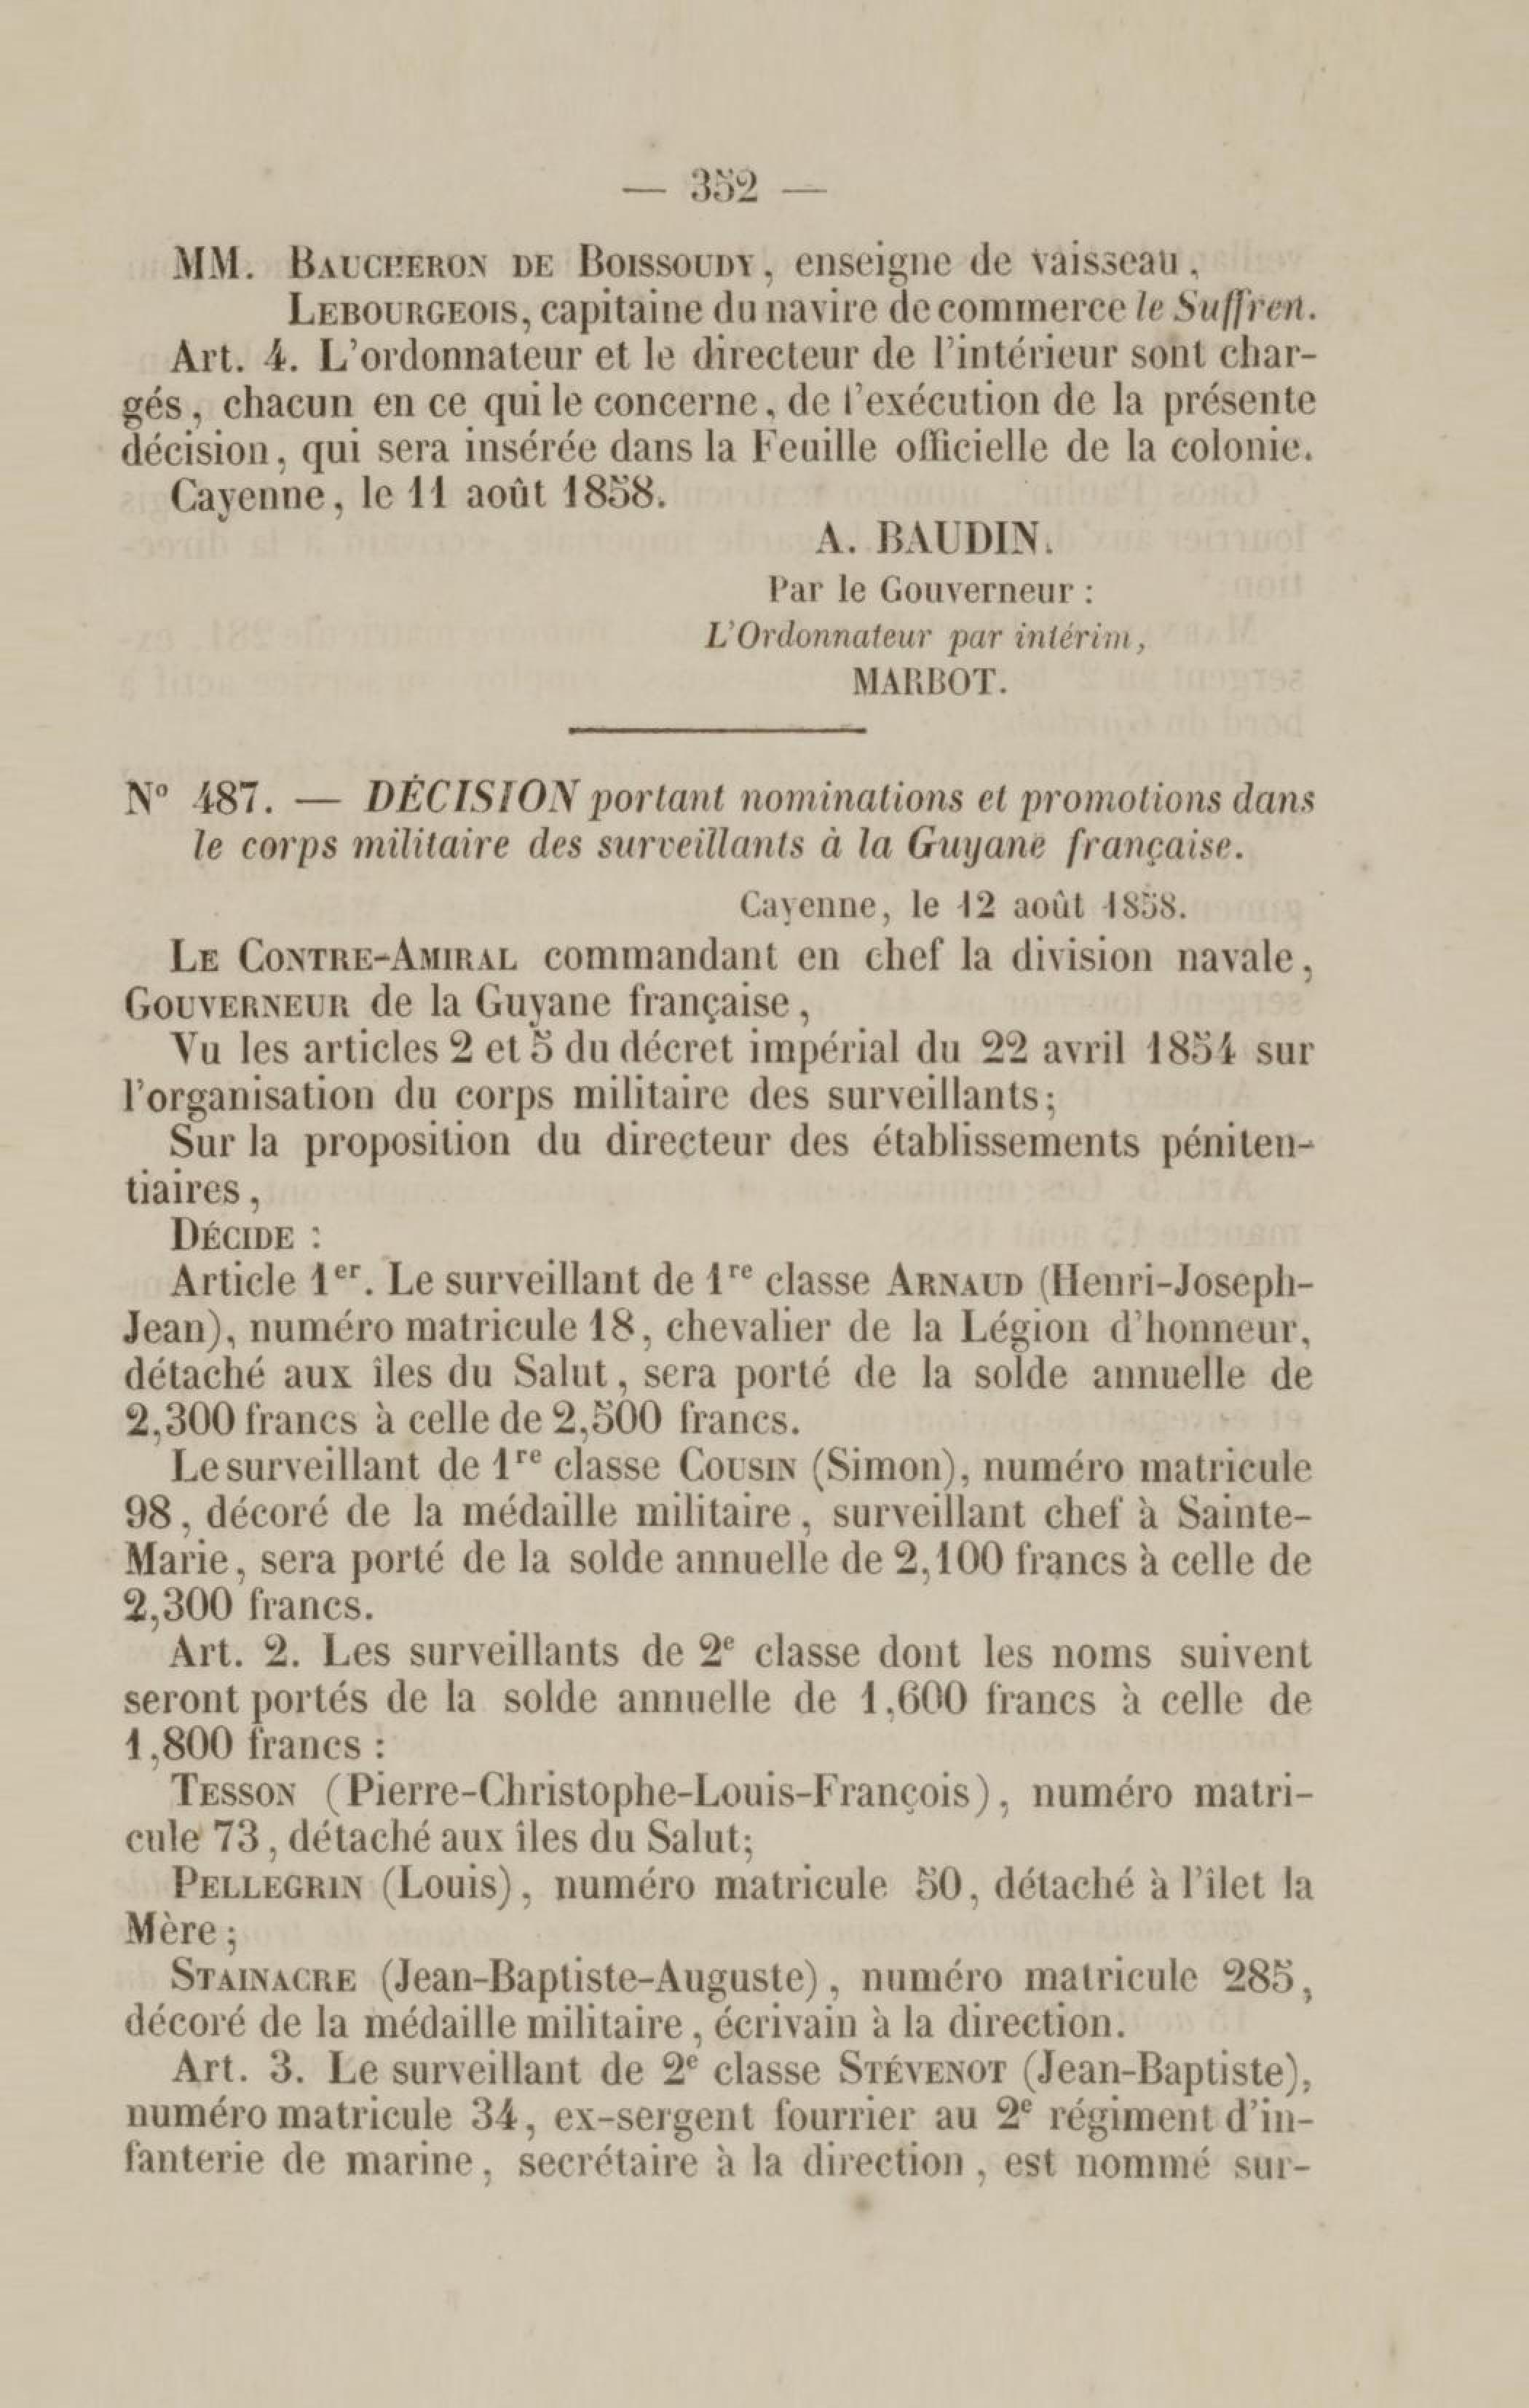 — 352 —
MM. BAUCHERON DE BOISSOUDY, enseigne de vaisseau,
LEBOURGEOIS, capitaine du navire de commerce le Suffren.
Art. 4. L'ordonnateur et le directeur de l'intérieur sont char-
gés, chacun en ce qui le concerne, de l'exécution de la présente
décision, qui sera insérée dans la Feuille officielle de la colonie.
Cayenne, le 11 août 1858.
A. BAUDIN.
Par le Gouverneur :
L'Ordonnateur par intérim,
MARBOT.
N° 487. — DÉCISION portant nominations et promotions dans
le corps militaire des surveillants à la Guyane française.
Cayenne, le 12 août 1858.
LE CONTRE-AMIRAL commandant en chef la division navale,
GOUVERNEUR de la Guyane française,
Vu les articles 2 et 5 du décret impérial du 22 avril 1854 sur
l'organisation du corps militaire des surveillants;
Sur la proposition du directeur des établissements péniten-
tiaires,
DÉCIDE :
Article 1er. Le surveillant de 1re classe ARNAUD (Henri-Joseph-
Jean), numéro matricule 18, chevalier de la Légion d'honneur,
détaché aux îles du Salut, sera porté de la solde annuelle de
2,300 francs à celle de 2,500 francs.
Le surveillant de 1re classe COUSIN (Simon), numéro matricule
98, décoré de la médaille militaire, surveillant chef à Sainte-
Marie, sera porté de la solde annuelle de 2,100 francs à celle de
2,300 francs.
Art. 2. Les surveillants de 2e classe dont les noms suivent
seront portés de la solde annuelle de 1,600 francs à celle de
1,800 francs :
TESSON (Pierre-Christophe-Louis-François), numéro matri-
cule 73, détaché aux îles du Salut;
PELLEGRIN (Louis), numéro matricule 50, détaché à l'îlet la
Mère;
STAINACRE (Jean-Baptiste-Auguste), numéro matricule 285,
décoré de la médaille militaire, écrivain à la direction.
Art. 3. Le surveillant de 2e classe STÉVENOT (Jean-Baptiste),
numéro matricule 34, ex-sergent fourrier au 2e régiment d'in-
fanterie de marine, secrétaire à la direction, est nommé sur-